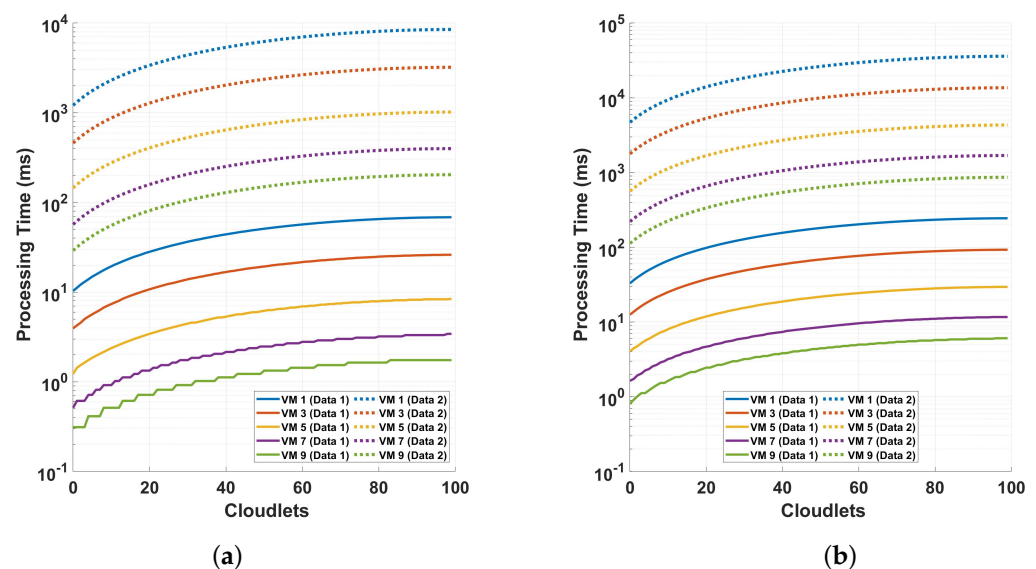 10^4
10^3
10^2
10^1
10^0
10^-1
Processing Time (ms)
0 20 40 60 80 100
Cloudlets
VM 1 (Data 1) VM 1 (Data 2)
VM 3 (Data 1) VM 3 (Data 2)
VM 5 (Data 1) VM 5 (Data 2)
VM 7 (Data 1) VM 7 (Data 2)
VM 9 (Data 1) VM 9 (Data 2)
(a)
10^5
10^4
10^3
10^2
10^1
10^0
10^-1
Processing Time (ms)
0 20 40 60 80 100
Cloudlets
VM 1 (Data 1) VM 1 (Data 2)
VM 3 (Data 1) VM 3 (Data 2)
VM 5 (Data 1) VM 5 (Data 2)
VM 7 (Data 1) VM 7 (Data 2)
VM 9 (Data 1) VM 9 (Data 2)
(b)